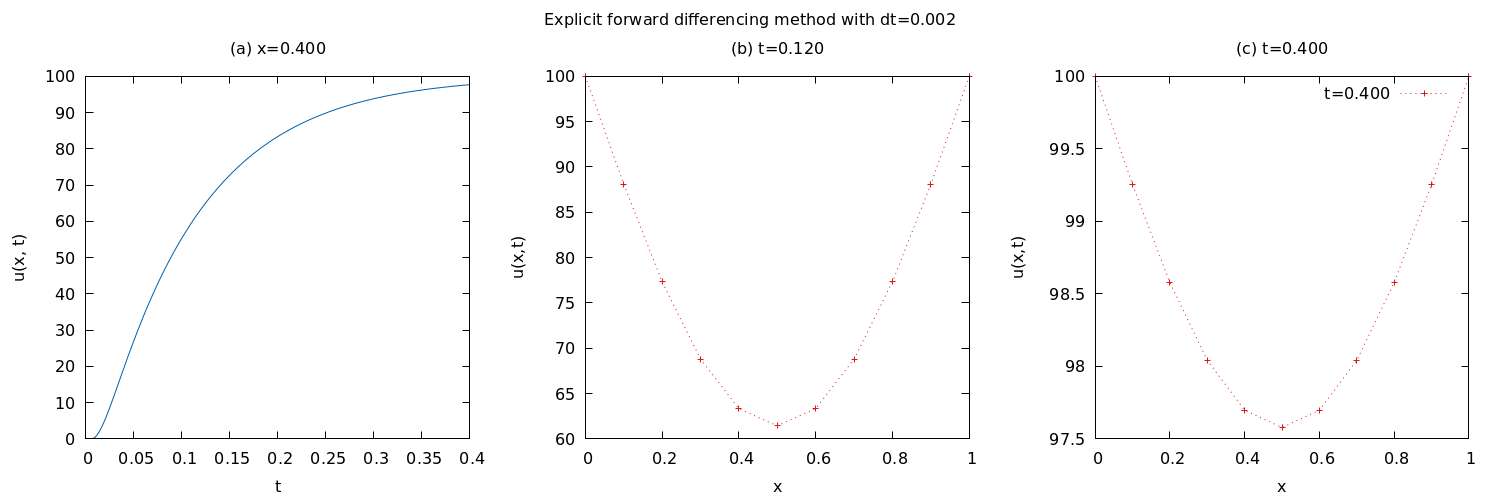 Explicit forward differencing method with dt=0.002
(a) x=0.400
100
90
80
70
60
50
40
30
20
10
0
u(x, t)
0 0.05 0.1 0.15 0.2 0.25 0.3 0.35 0.4
t
(b) t=0.120
100
95
90
85
80
75
70
65
60
u(x,t)
0 0.2 0.4 0.6 0.8 1
x
(c) t=0.400
t=0.400
100
99.5
99
98.5
98
97.5
u(x,t)
0 0.2 0.4 0.6 0.8 1
x